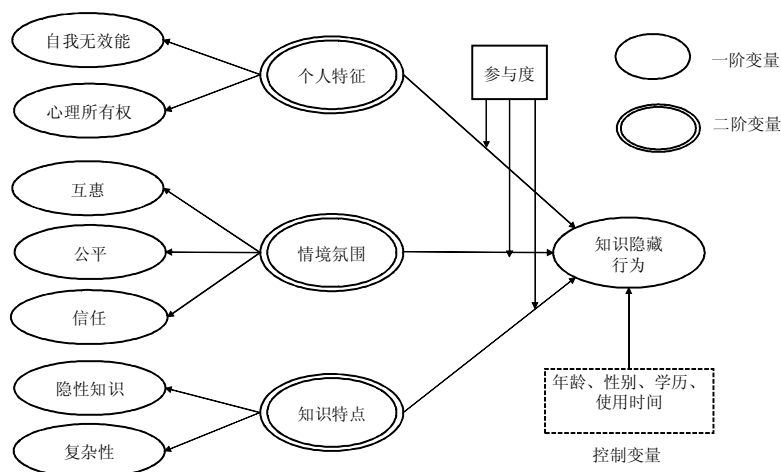 自我无效能
心理所有权
互惠
公平
信任
隐性知识
复杂性
个人特征
情境氛围
知识特点
参与度
知识隐藏
行为
年龄、性别、学历、
使用时间
控制变量
一阶变量
二阶变量